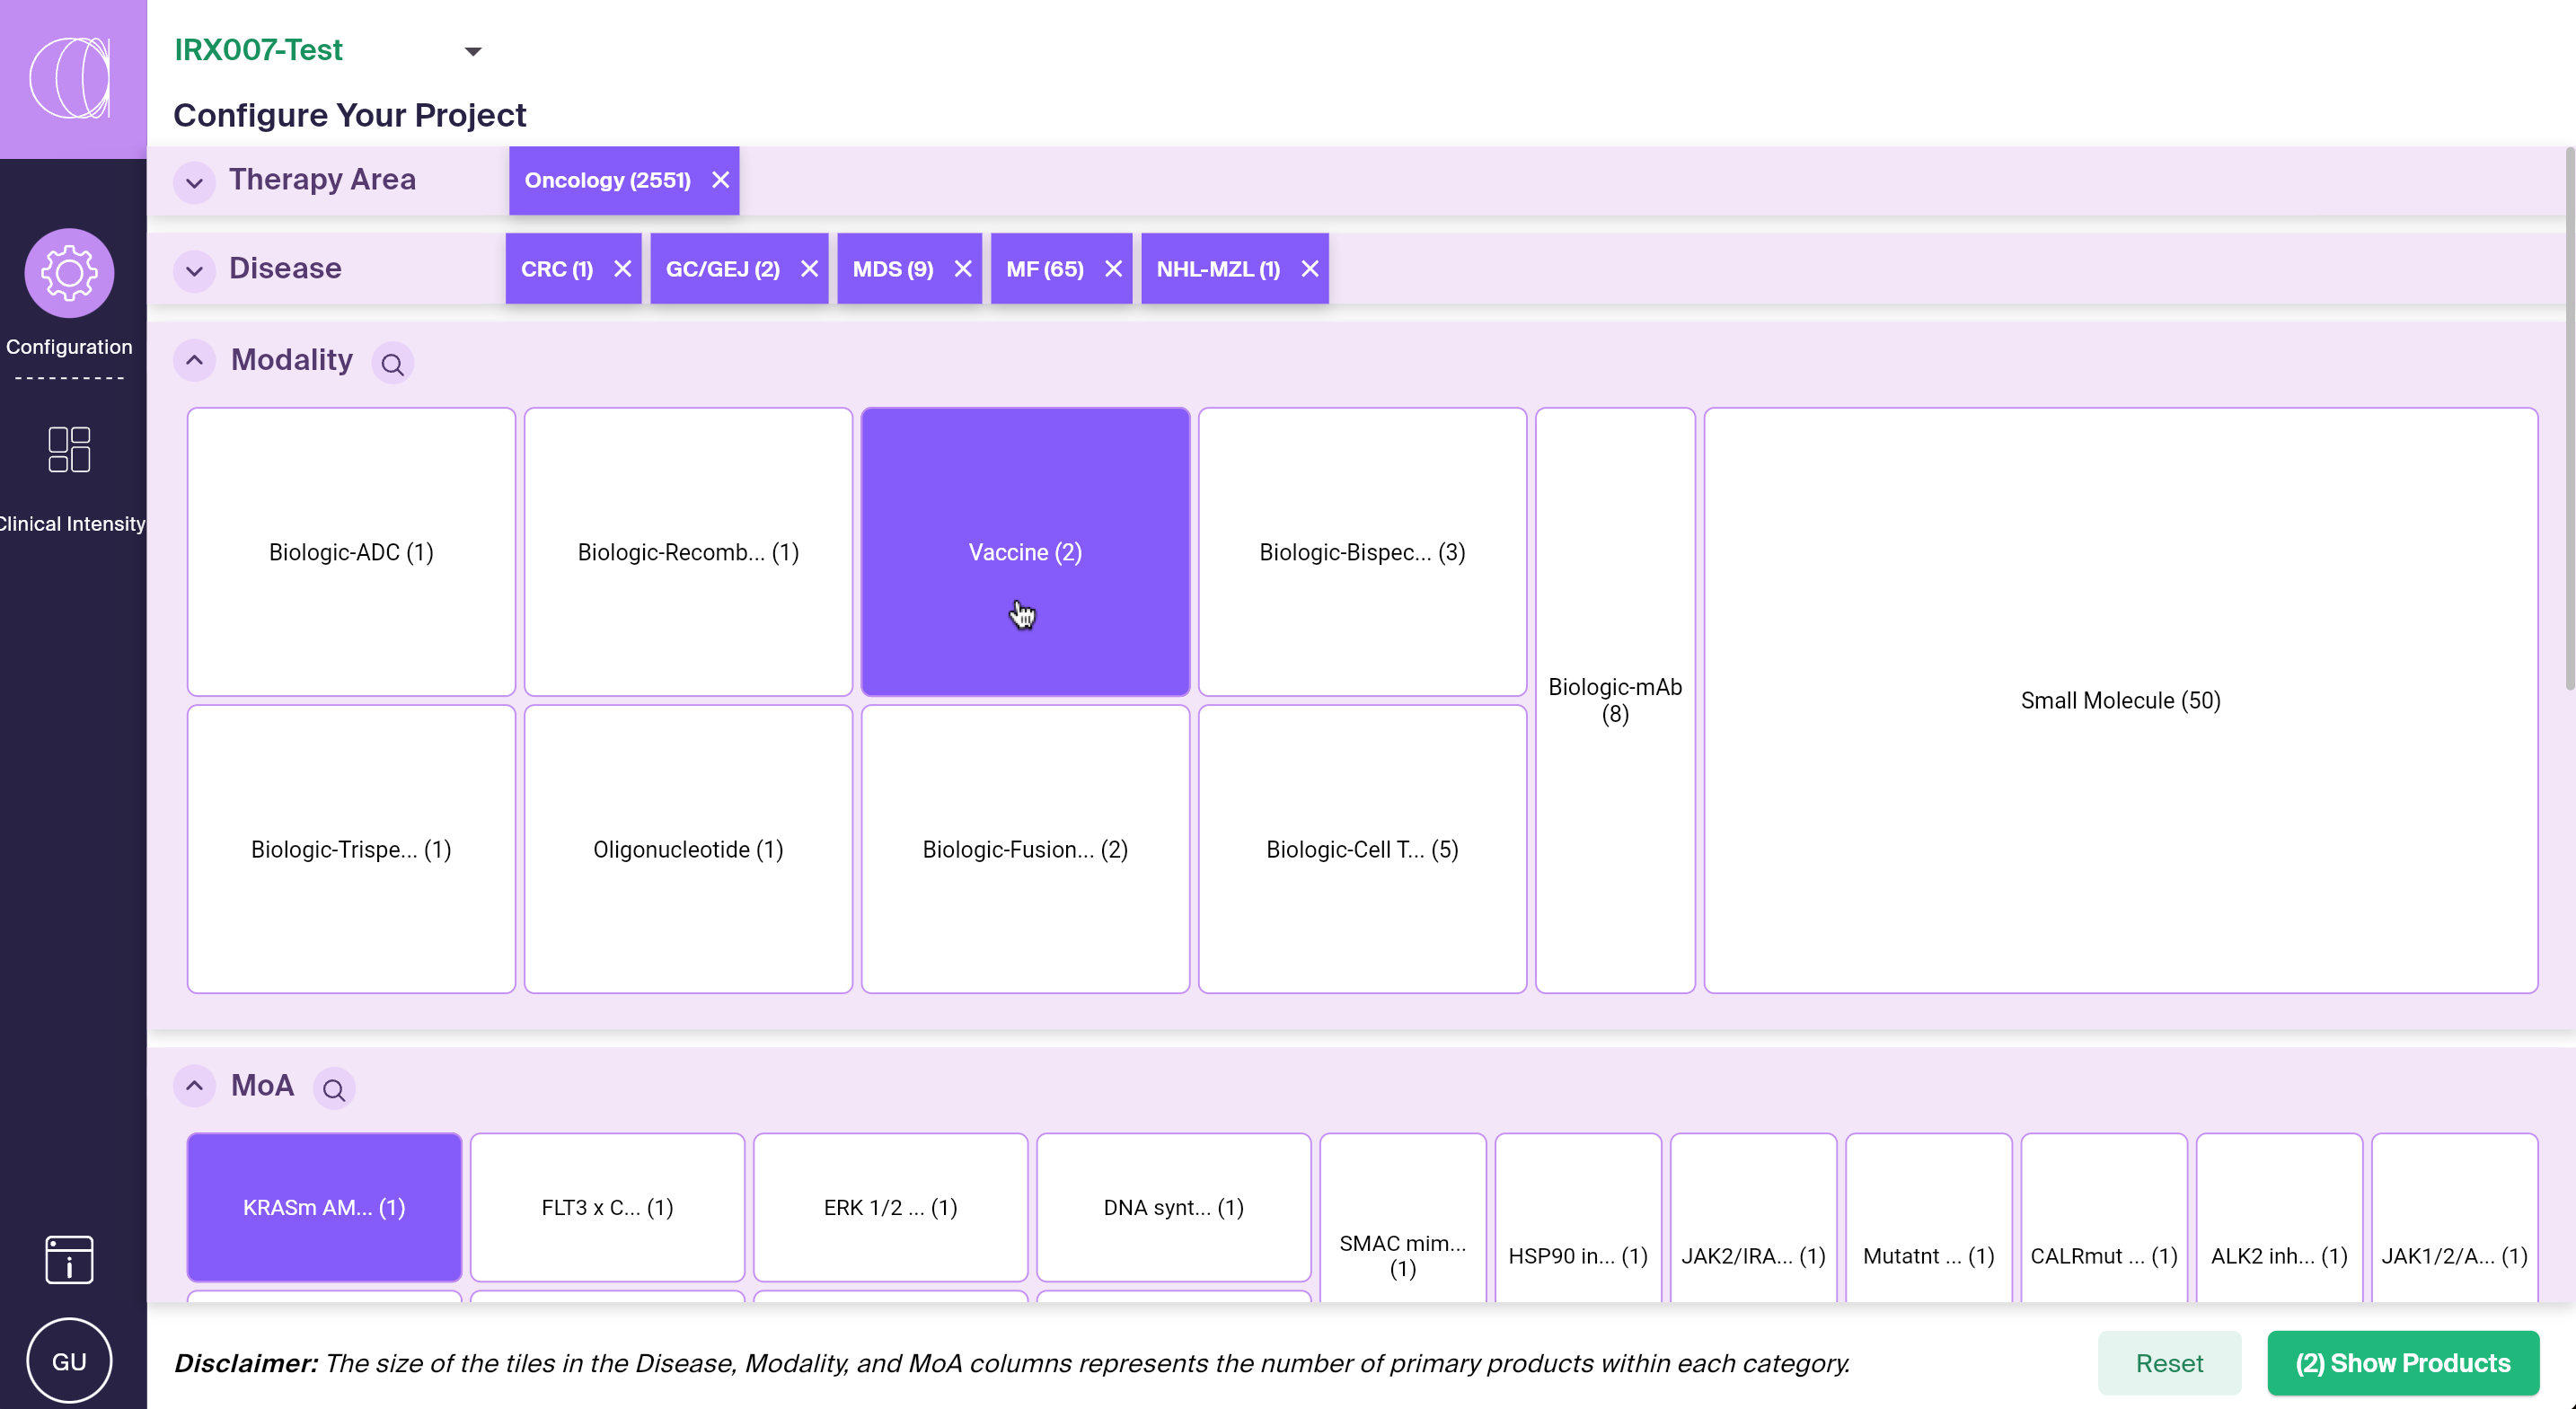 IRX007-Test
Configure Your Project
Therapy Area
Oncology (2551)
Disease
CRC (1)
GC/GEJ (2)
MDS (9)
MF (65)
NHL-MZL (1)
Configuration
Clinical Intensity
Modality
Biologic-ADC (1)
Biologic-Recomb... (1)
Vaccine (2)
Biologic-Bispec... (3)
Biologic-mAb
(8)
Small Molecule (50)
Biologic-Trispe... (1)
Oligonucleotide (1)
Biologic-Fusion... (2)
Biologic-Cell T... (5)
MoA
KRASm AM... (1)
FLT3 x C... (1)
ERK 1/2 ... (1)
DNA synt... (1)
SMAC mim...
(1)
HSP90 in... (1)
JAK2/IRA... (1)
Mutatnt ... (1)
CALRmut ... (1)
ALK2 inh... (1)
JAK1/2/A... (1)
GU
Disclaimer: The size of the tiles in the Disease, Modality, and MoA columns represents the number of primary products within each category.
Reset
(2) Show Products